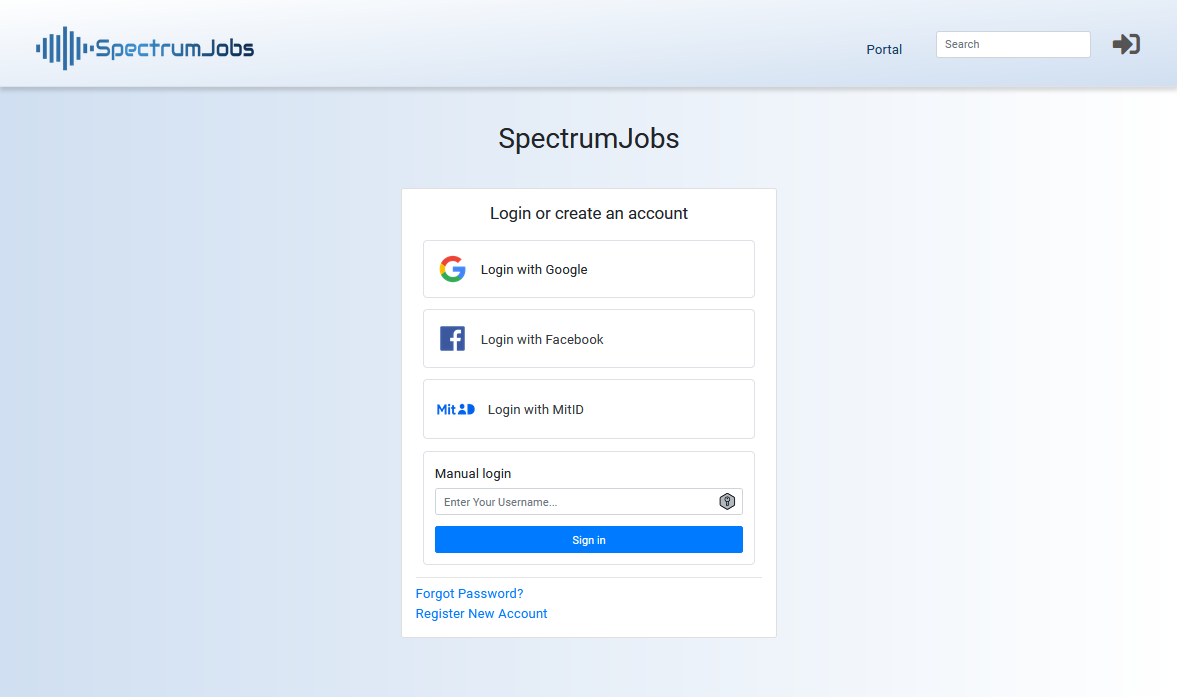 SpectrumJobs
Portal
Search
SpectrumJobs
Login or create an account
Login with Google
Login with Facebook
MitID Login with MitID
Manual login
Enter Your Username...
Sign in
Forgot Password?
Register New Account